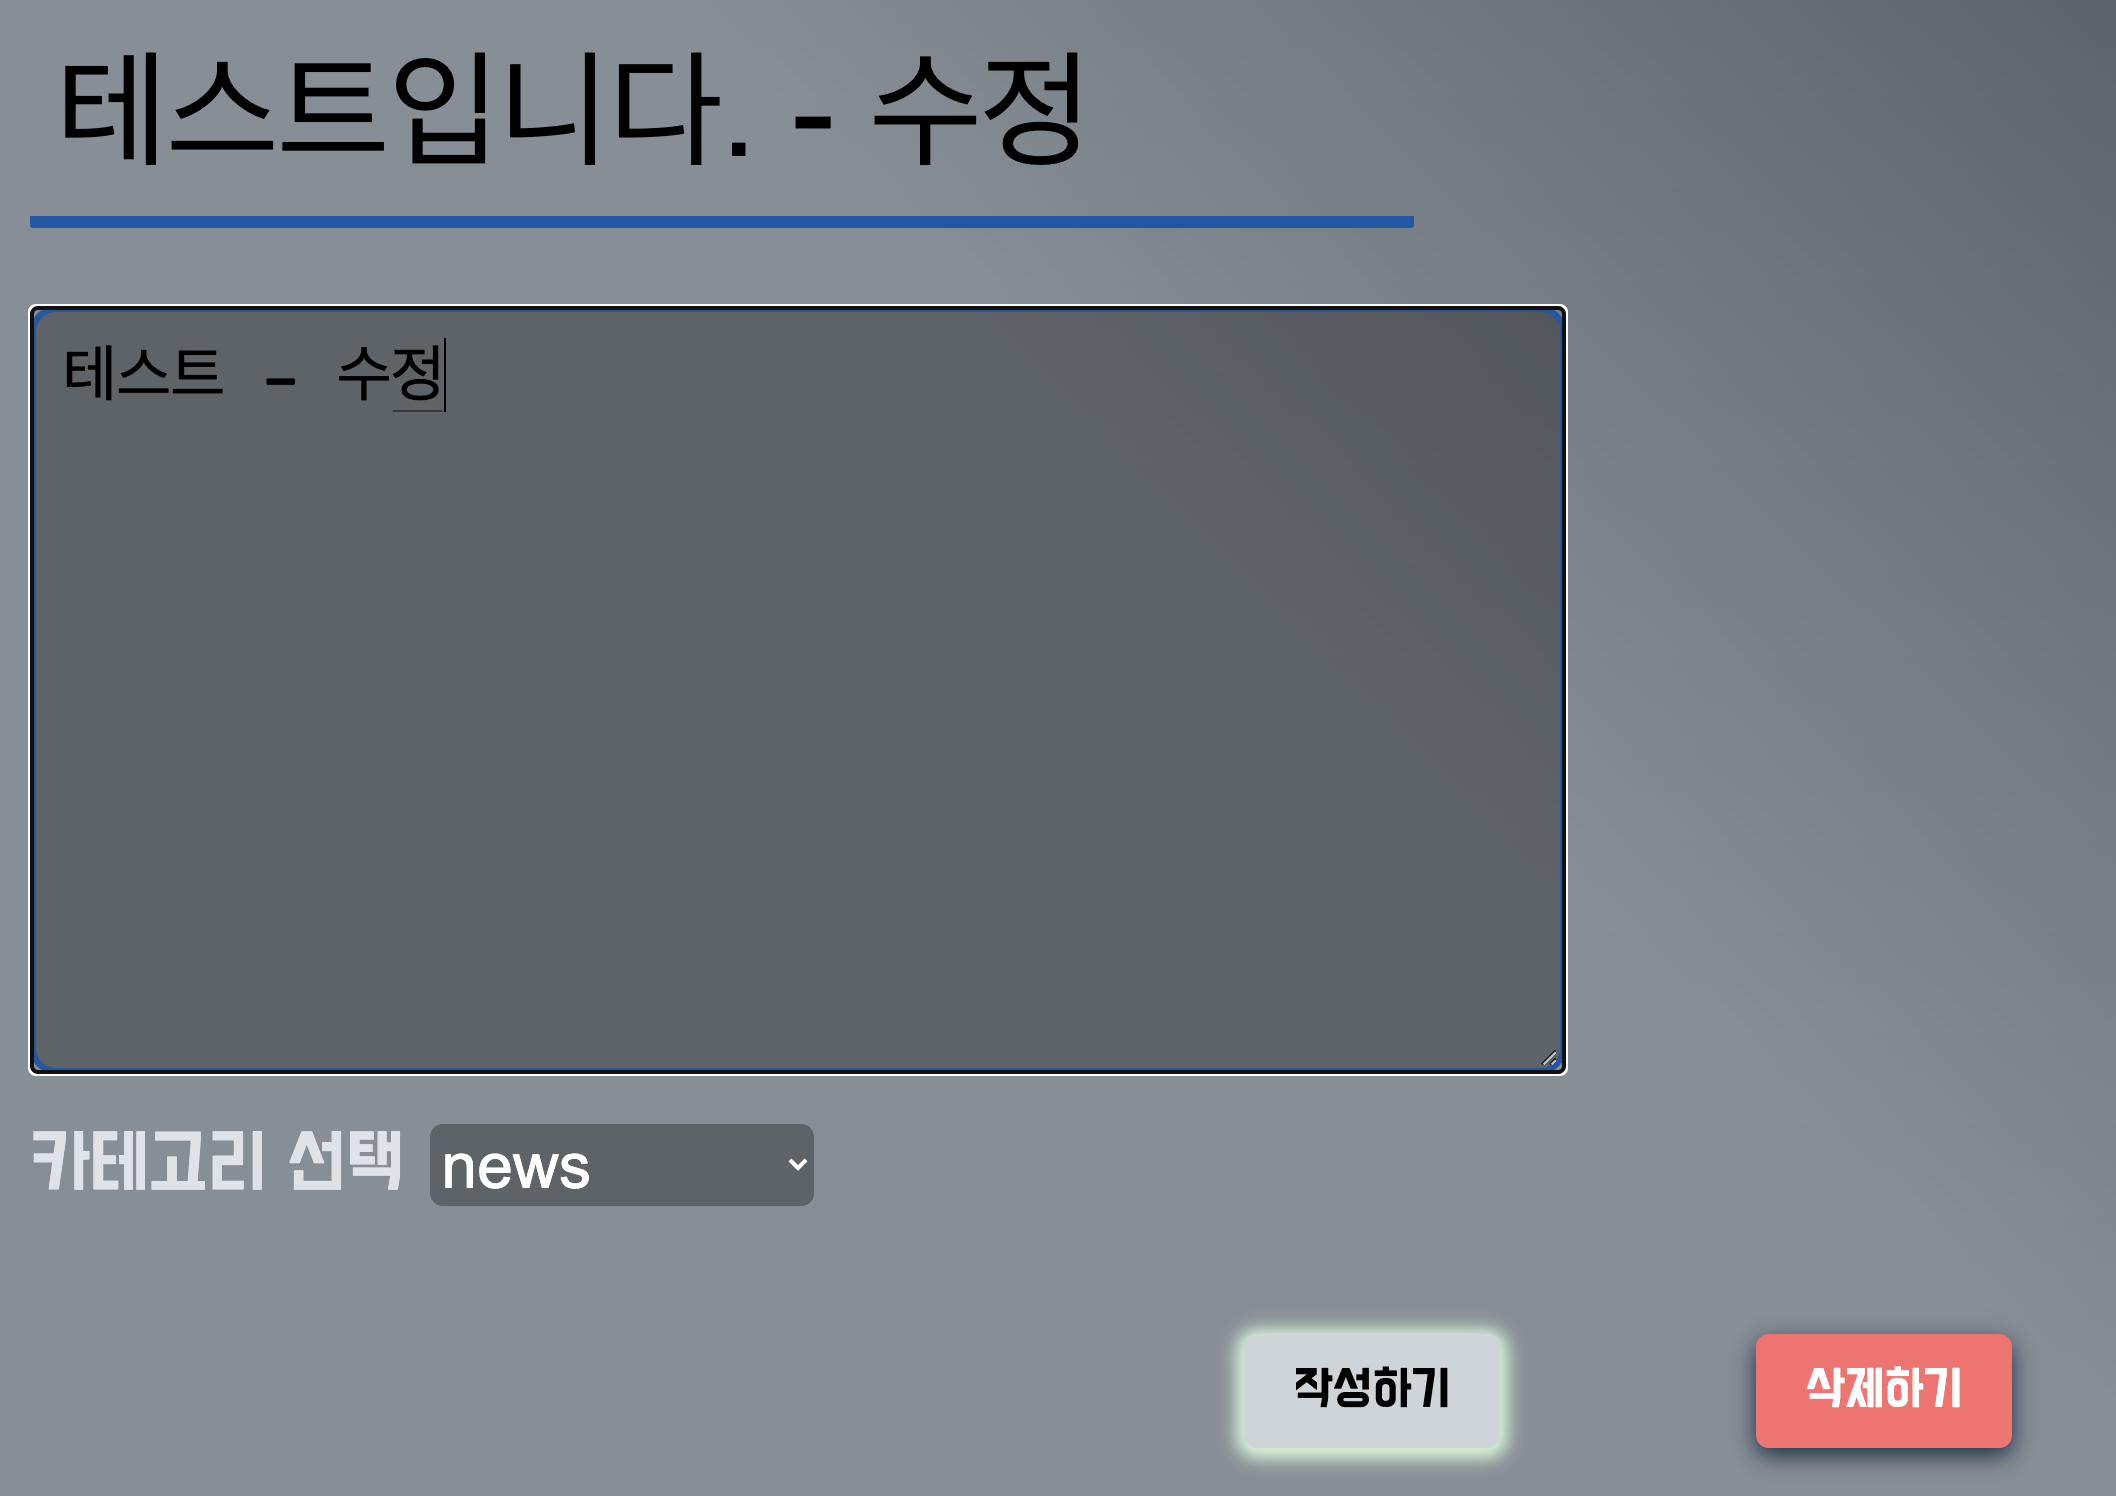 테스트입니다. - 수정
테스트 - 수정
카테고리 선택 news
작성하기 삭제하기